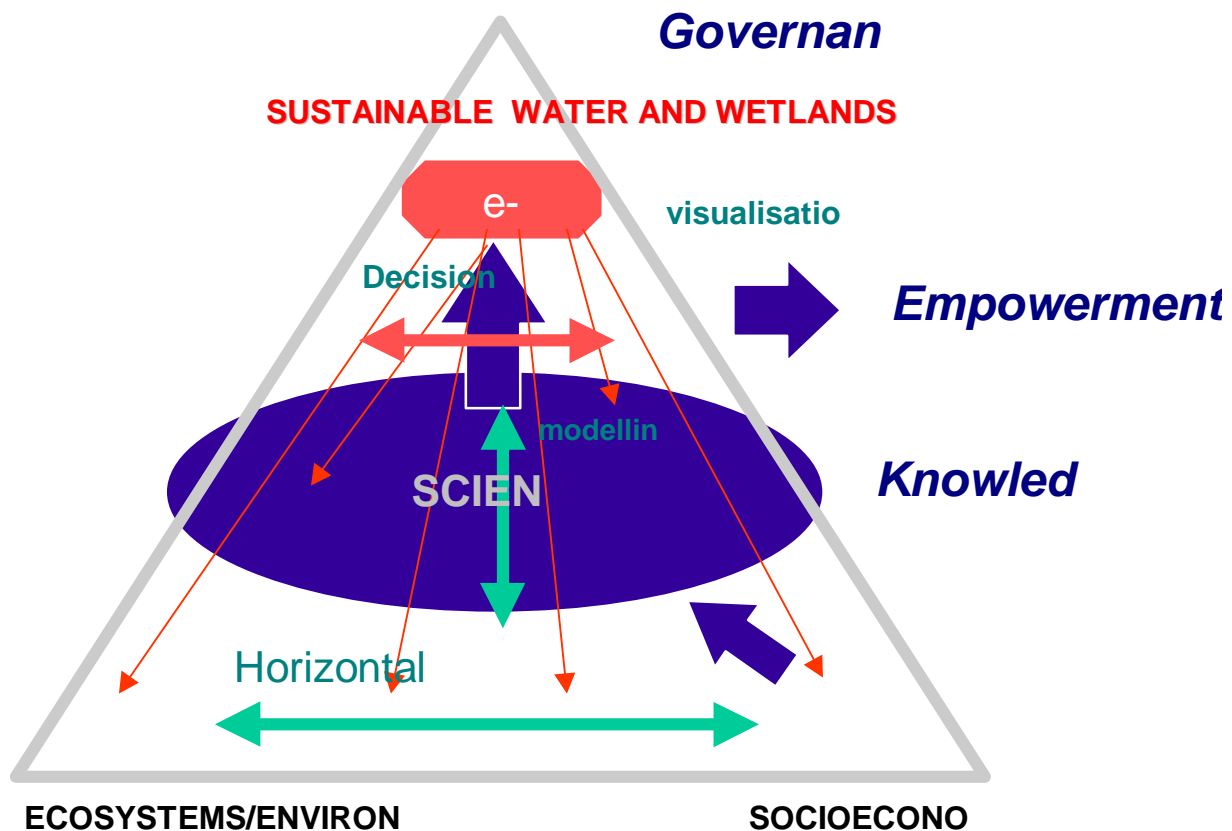 Governan
SUSTAINABLE WATER AND WETLANDS
e-
visualisatio
Decision
Empowerment
modellin
SCIEN
Knowled
Horizontal
ECOSYSTEMS/ENVIRON
SOCIOECONO